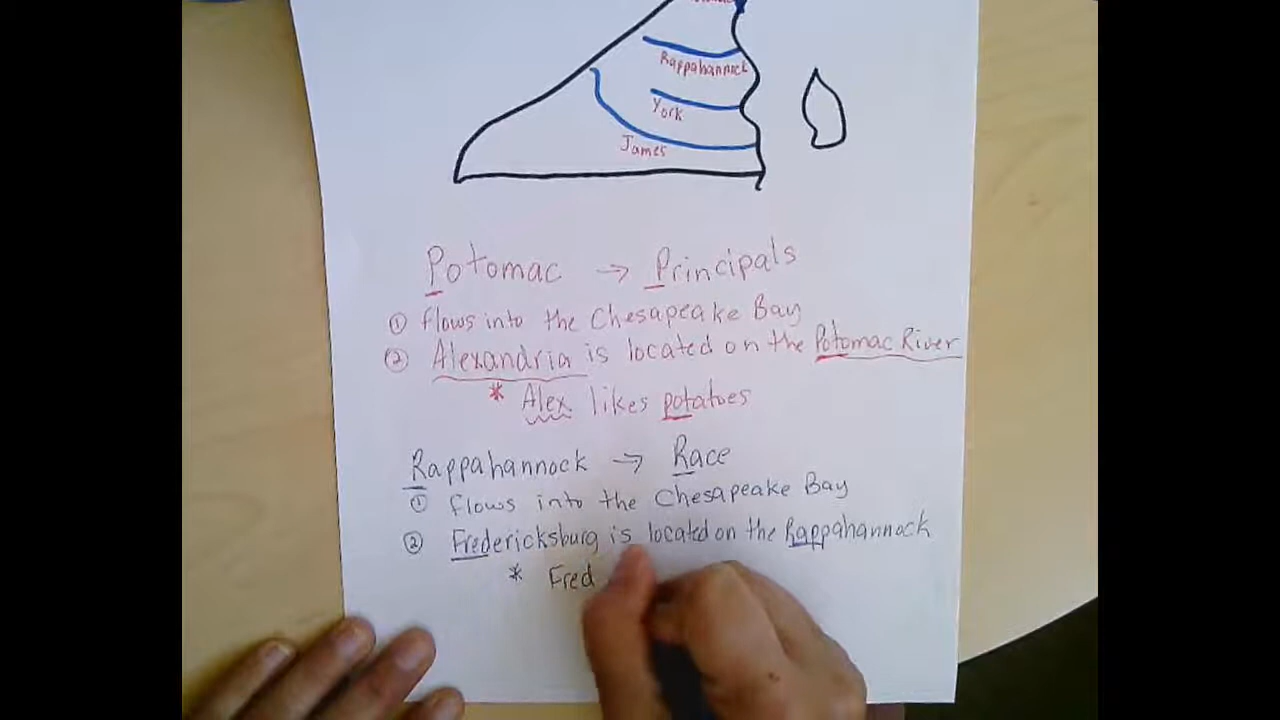 Rappahannock
York
James
Potomac → Principals
① flows into the Chesapeake Bay
② Alexandria is located on the Potomac River
* Alex likes potatoes
Rappahannock → Race
① flows into the Chesapeake Bay
② Fredericksburg is located on the Rappahannock
* Fred